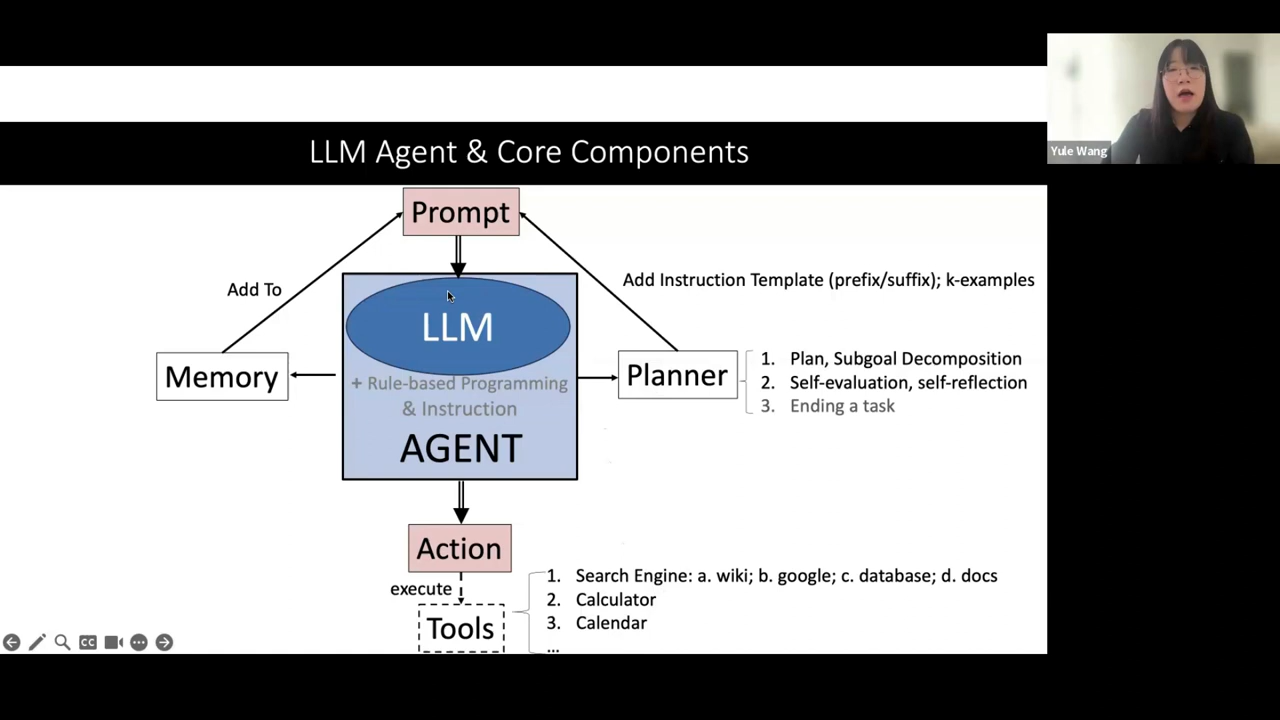 Yule Wang
LLM Agent & Core Components
Prompt
Add To
Add Instruction Template (prefix/suffix); k-examples
LLM
Memory
+ Rule-based Programming
& Instruction
AGENT
Planner
1. Plan, Subgoal Decomposition
2. Self-evaluation, self-reflection
3. Ending a task
Action
execute
Tools
1. Search Engine: a. wiki; b. google; c. database; d. docs
2. Calculator
3. Calendar
...
CC